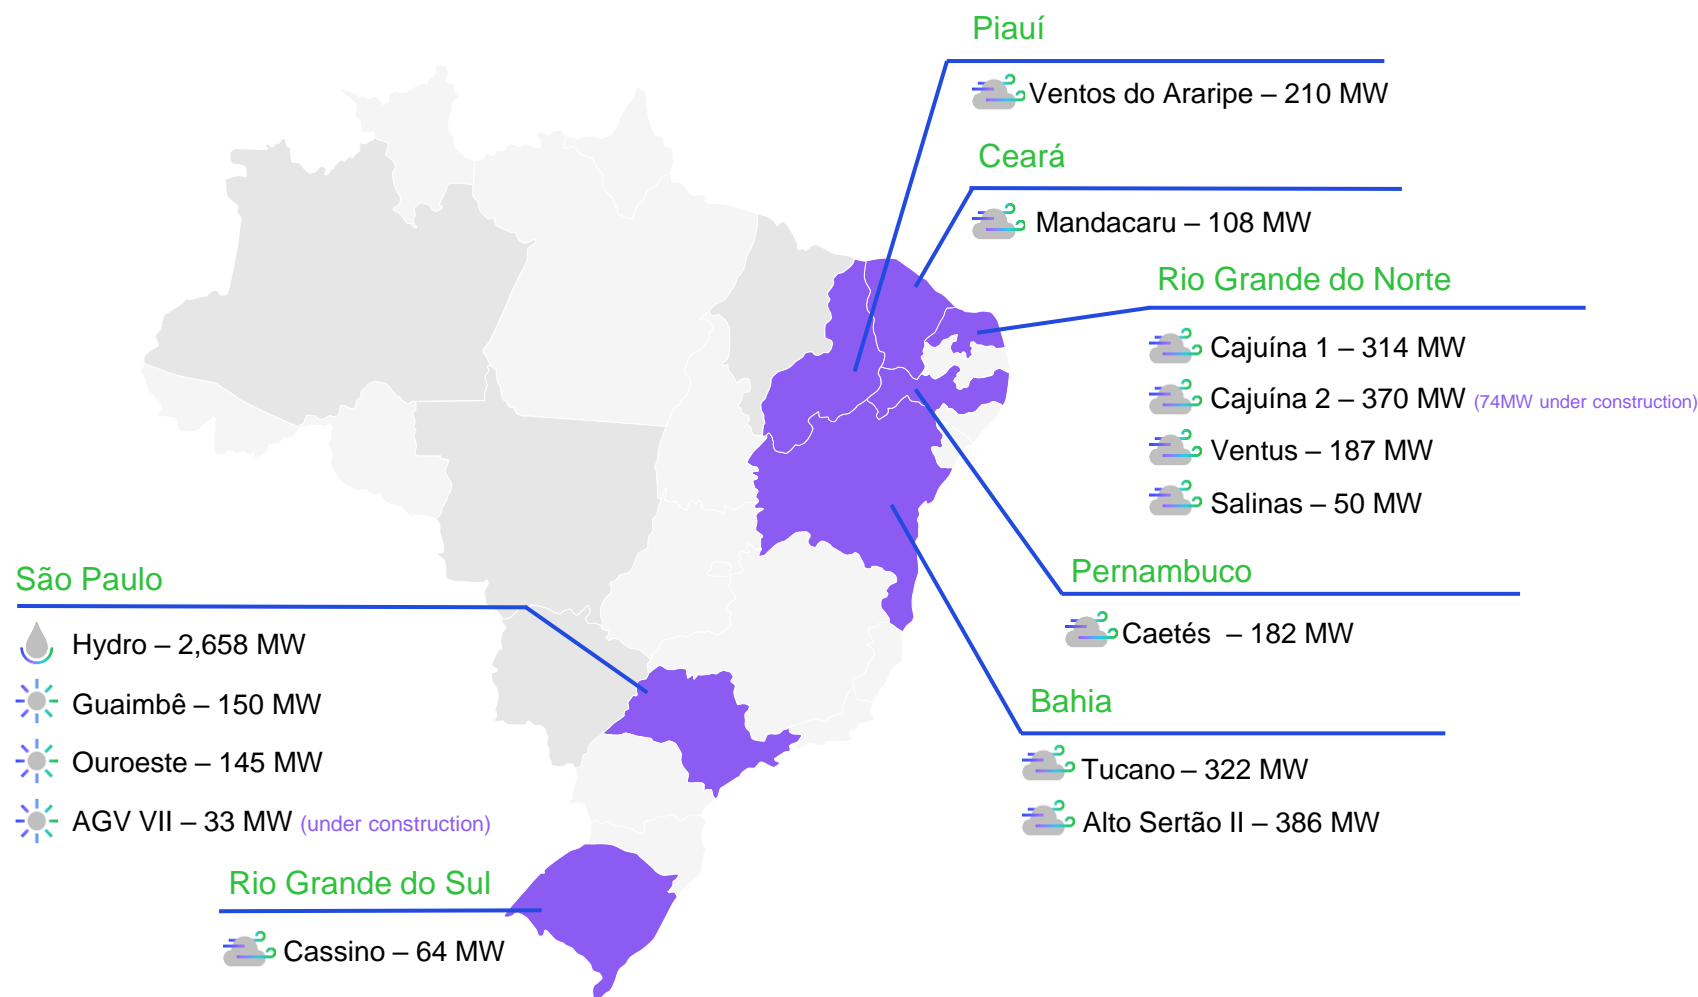 Piauí
Ventos do Araripe – 210 MW
Ceará
Mandacaru – 108 MW
Rio Grande do Norte
Cajuína 1 – 314 MW
Cajuína 2 – 370 MW (74MW under construction)
Ventus – 187 MW
Salinas – 50 MW
Pernambuco
Caetés – 182 MW
Bahia
Tucano – 322 MW
Alto Sertão II – 386 MW
São Paulo
Hydro – 2,658 MW
Guaimbê – 150 MW
Ouroeste – 145 MW
AGV VII – 33 MW (under construction)
Rio Grande do Sul
Cassino – 64 MW